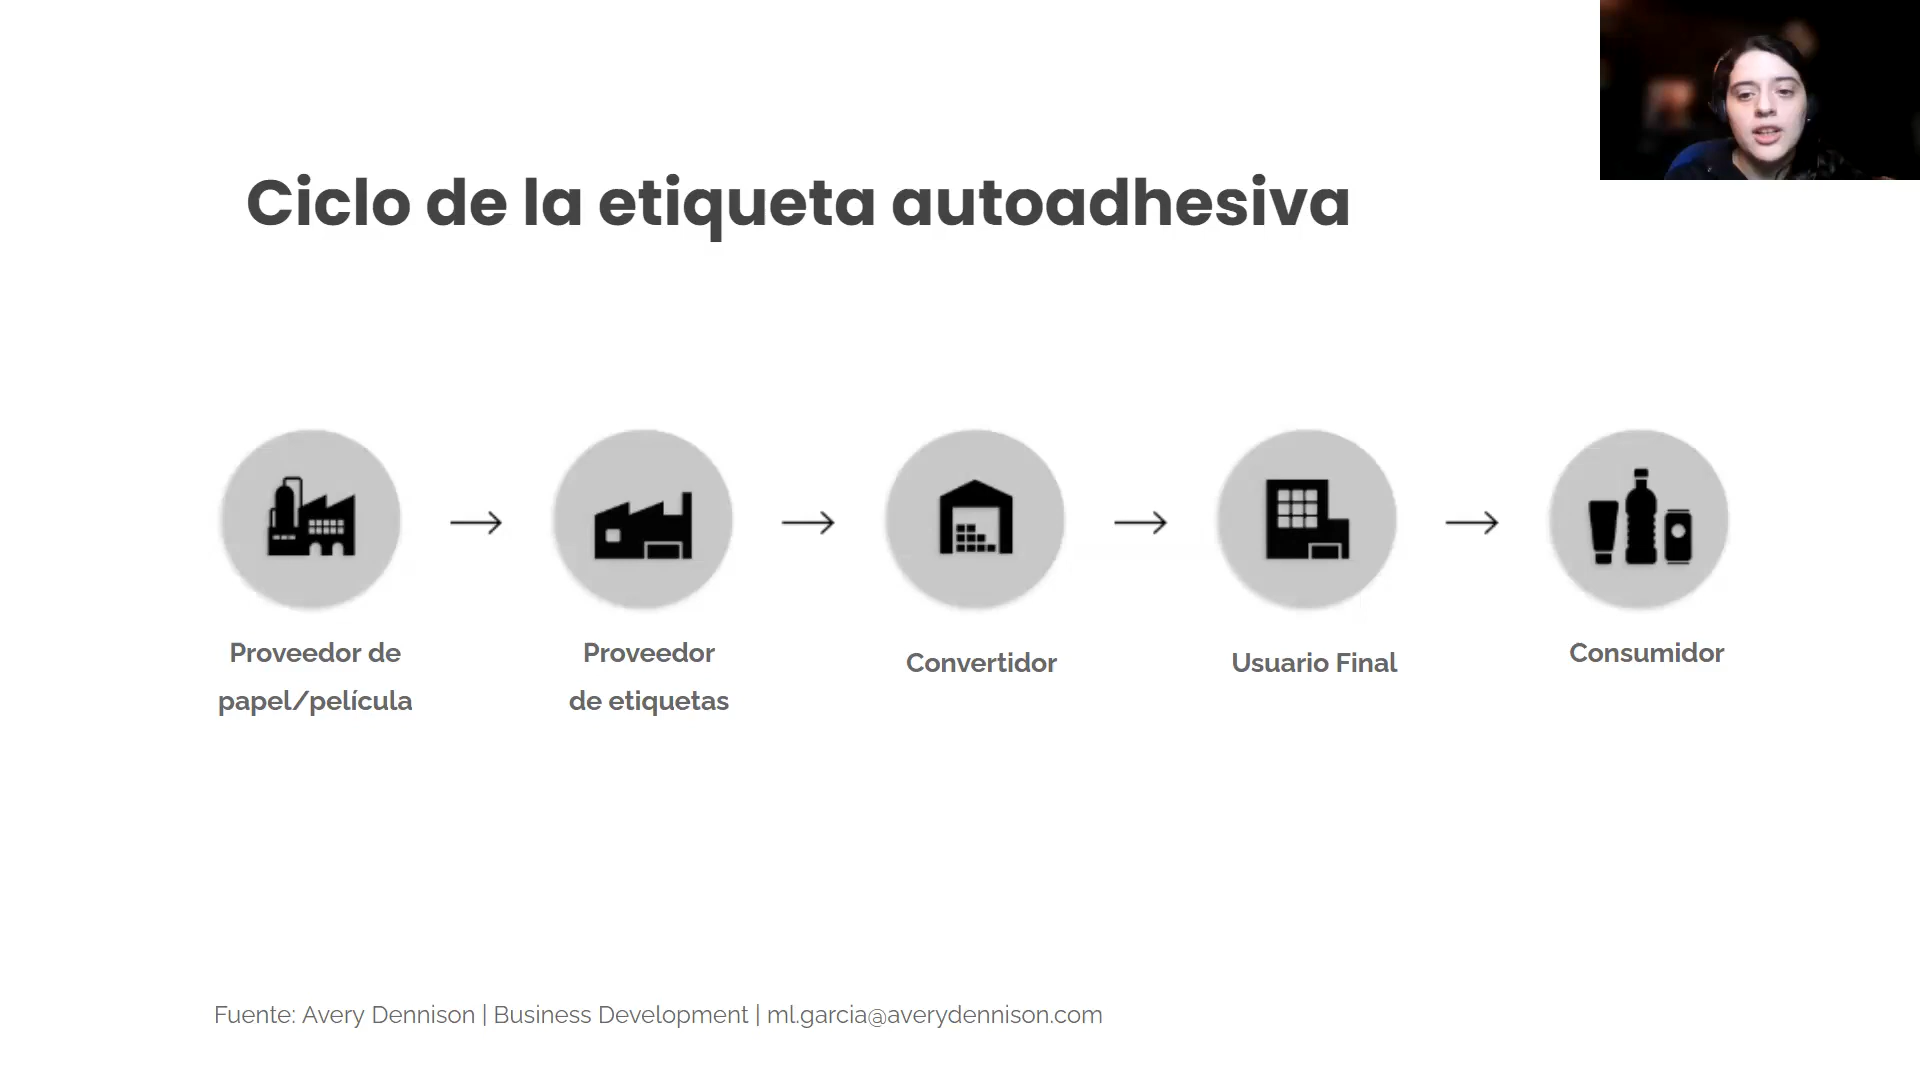 Ciclo de la etiqueta autoadhesiva
Proveedor de
papel/película
Proveedor
de etiquetas
Convertidor
Usuario Final
Consumidor
Fuente: Avery Dennison | Business Development | ml.garcia@averydennison.com